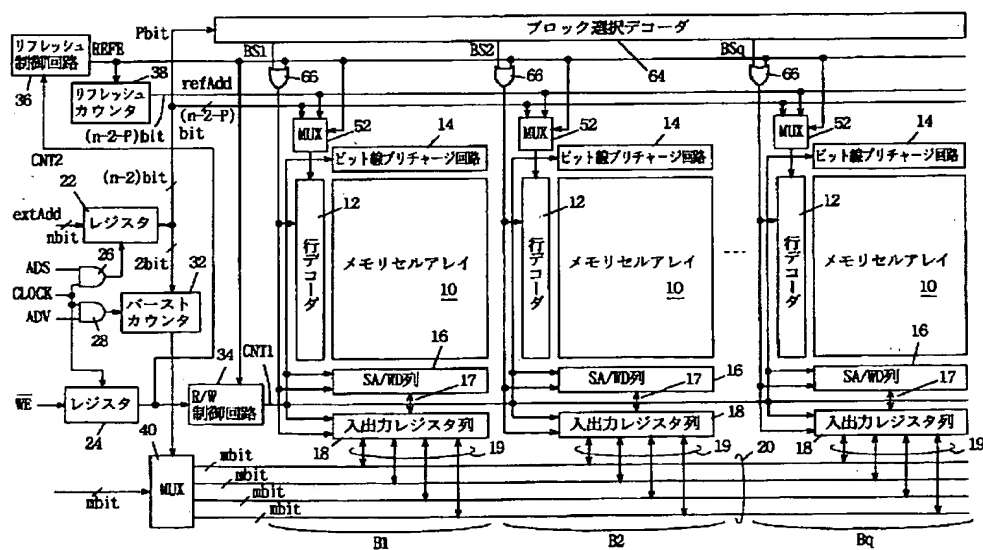 ブロック選択デコーダ
Pbit
リフレッシュ
制御回路
REFE
36
リフレッシュ
カウンタ
38
refAdd
(n-2-P)
bit
(n-2-P)bit
CNT2
BS1
BS2
BSq
64
66
66
66
MUX
52
MUX
52
MUX
52
14
14
14
ビット線プリチャージ回路
ビット線プリチャージ回路
ビット線プリチャージ回路
(n-2)bit
22
extAdd
nbit
レジスタ
2bit
ADS
26
CLOCK
ADV
28
32
バースト
カウンタ
12
行デコーダ
メモリセルアレイ
10
12
行デコーダ
メモリセルアレイ
10
12
行デコーダ
メモリセルアレイ
10
16
16
16
SA/WD列
17
SA/WD列
17
16
SA/WD列
17
34
CNT1
WE
レジスタ
24
R/W
制御回路
入出力レジスタ列
18
19
入出力レジスタ列
18
19
入出力レジスタ列
18
19
20
40
MUX
mbit
mbit
mbit
mbit
mbit
B1
B2
Bq